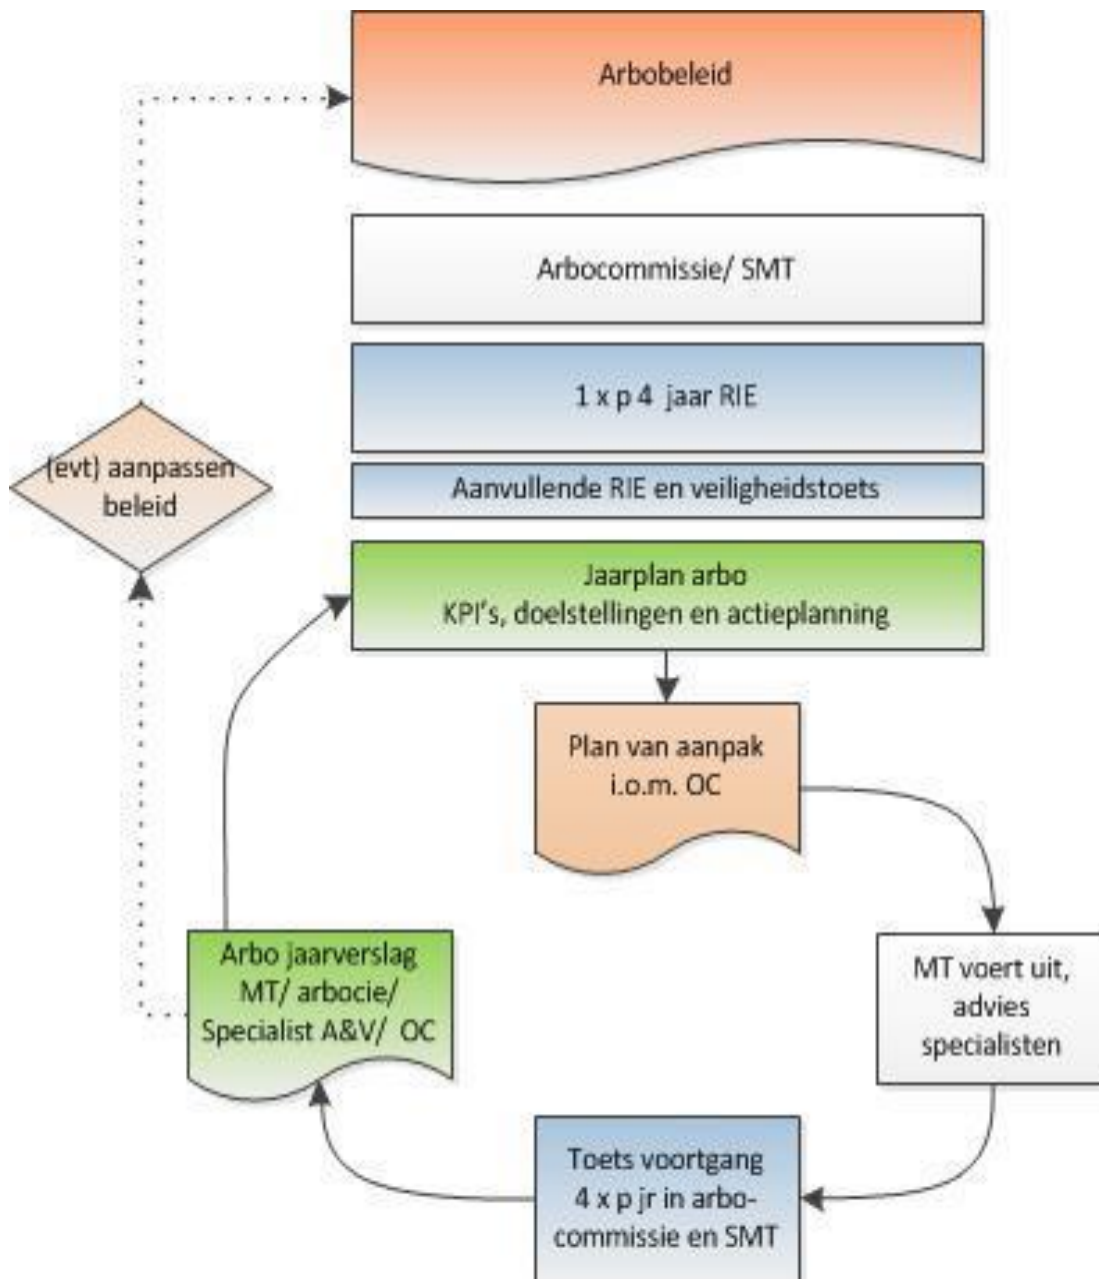 Arbobeleid
Arbocommissie/ SMT
1 x p 4 jaar RIE
(evt) aanpassen
beleid
Aanvullende RIE en veiligheidstoets
Jaarplan arbo
KPI's, doelstellingen en actieplanning
Plan van aanpak
i.o.m. OC
MT voert uit,
advies
specialisten
Toets voortgang
4 x p jr in arbo-
commissie en SMT
Arbo jaarverslag
MT/ arbocie/
Specialist A&V/ OC